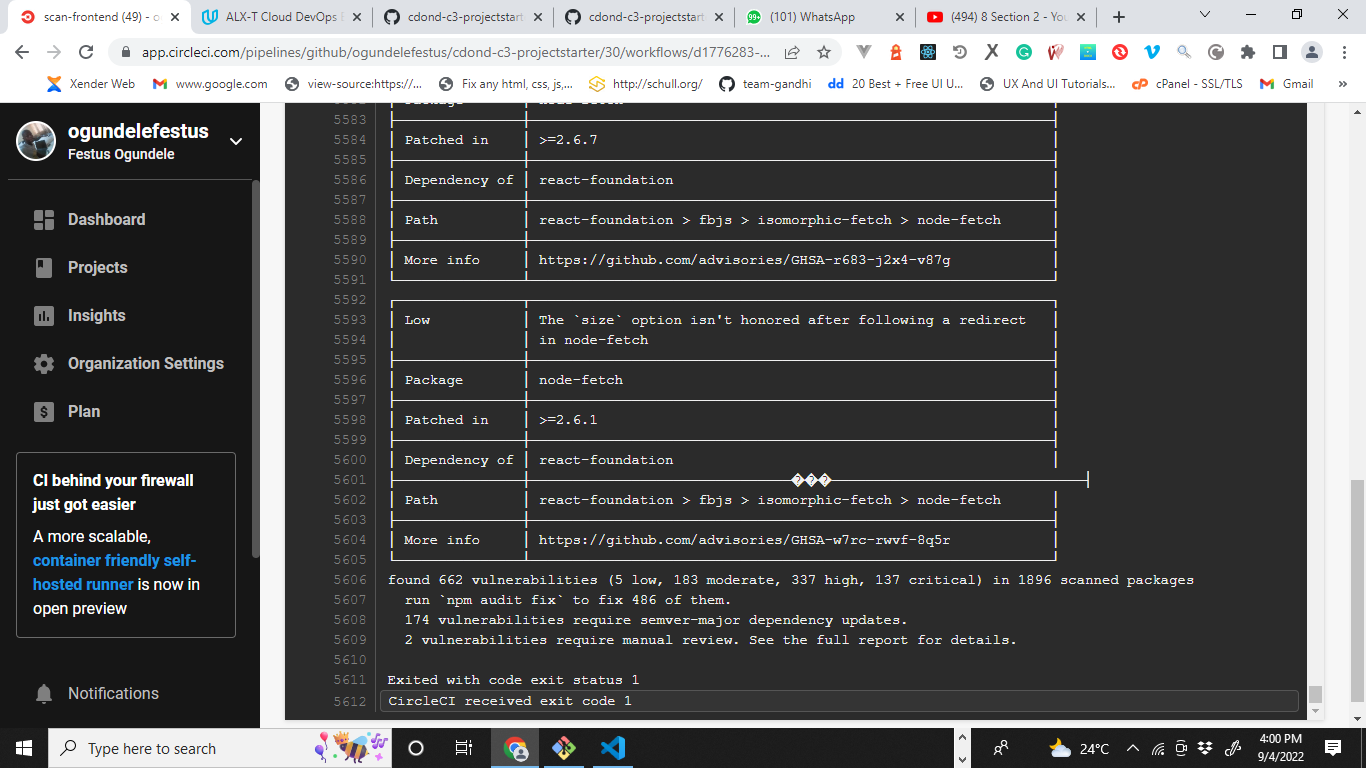 scan-frontend (49) - o
ALX-T Cloud DevOps E
cdond-c3-projectstart
cdond-c3-projectstart
99+
(101) WhatsApp
(494) 8 Section 2 - You
app.circleci.com/pipelines/github/ogundelefestus/cdond-c3-projectstarter/30/workflows/d1776283-...
Xender Web
www.google.com
view-source:https://...
Fix any html, css, js,...
http://schull.org/
team-gandhi
dd 20 Best + Free UI U...
UX And UI Tutorials...
cPanel - SSL/TLS
Gmail
»
ogundelefestus
Festus Ogundele
Dashboard
Projects
Insights
Organization Settings
Plan
CI behind your firewall
just got easier
A more scalable,
container friendly self-
hosted runner is now in
open preview
Notifications
5583
5584 Patched in >=2.6.7
5585
5586 Dependency of react-foundation
5587
5588 Path react-foundation > fbjs > isomorphic-fetch > node-fetch
5589
5590 More info https://github.com/advisories/GHSA-r683-j2x4-v87g
5591
5592
5593 Low The `size` option isn't honored after following a redirect
5594 in node-fetch
5595
5596 Package node-fetch
5597
5598 Patched in >=2.6.1
5599
5600 Dependency of react-foundation
5601 ���
5602 Path react-foundation > fbjs > isomorphic-fetch > node-fetch
5603
5604 More info https://github.com/advisories/GHSA-w7rc-rwvf-8q5r
5605
5606 found 662 vulnerabilities (5 low, 183 moderate, 337 high, 137 critical) in 1896 scanned packages
5607 run `npm audit fix` to fix 486 of them.
5608 174 vulnerabilities require semver-major dependency updates.
5609 2 vulnerabilities require manual review. See the full report for details.
5610
5611 Exited with code exit status 1
5612 CircleCI received exit code 1
Type here to search
24°C
4:00 PM
9/4/2022